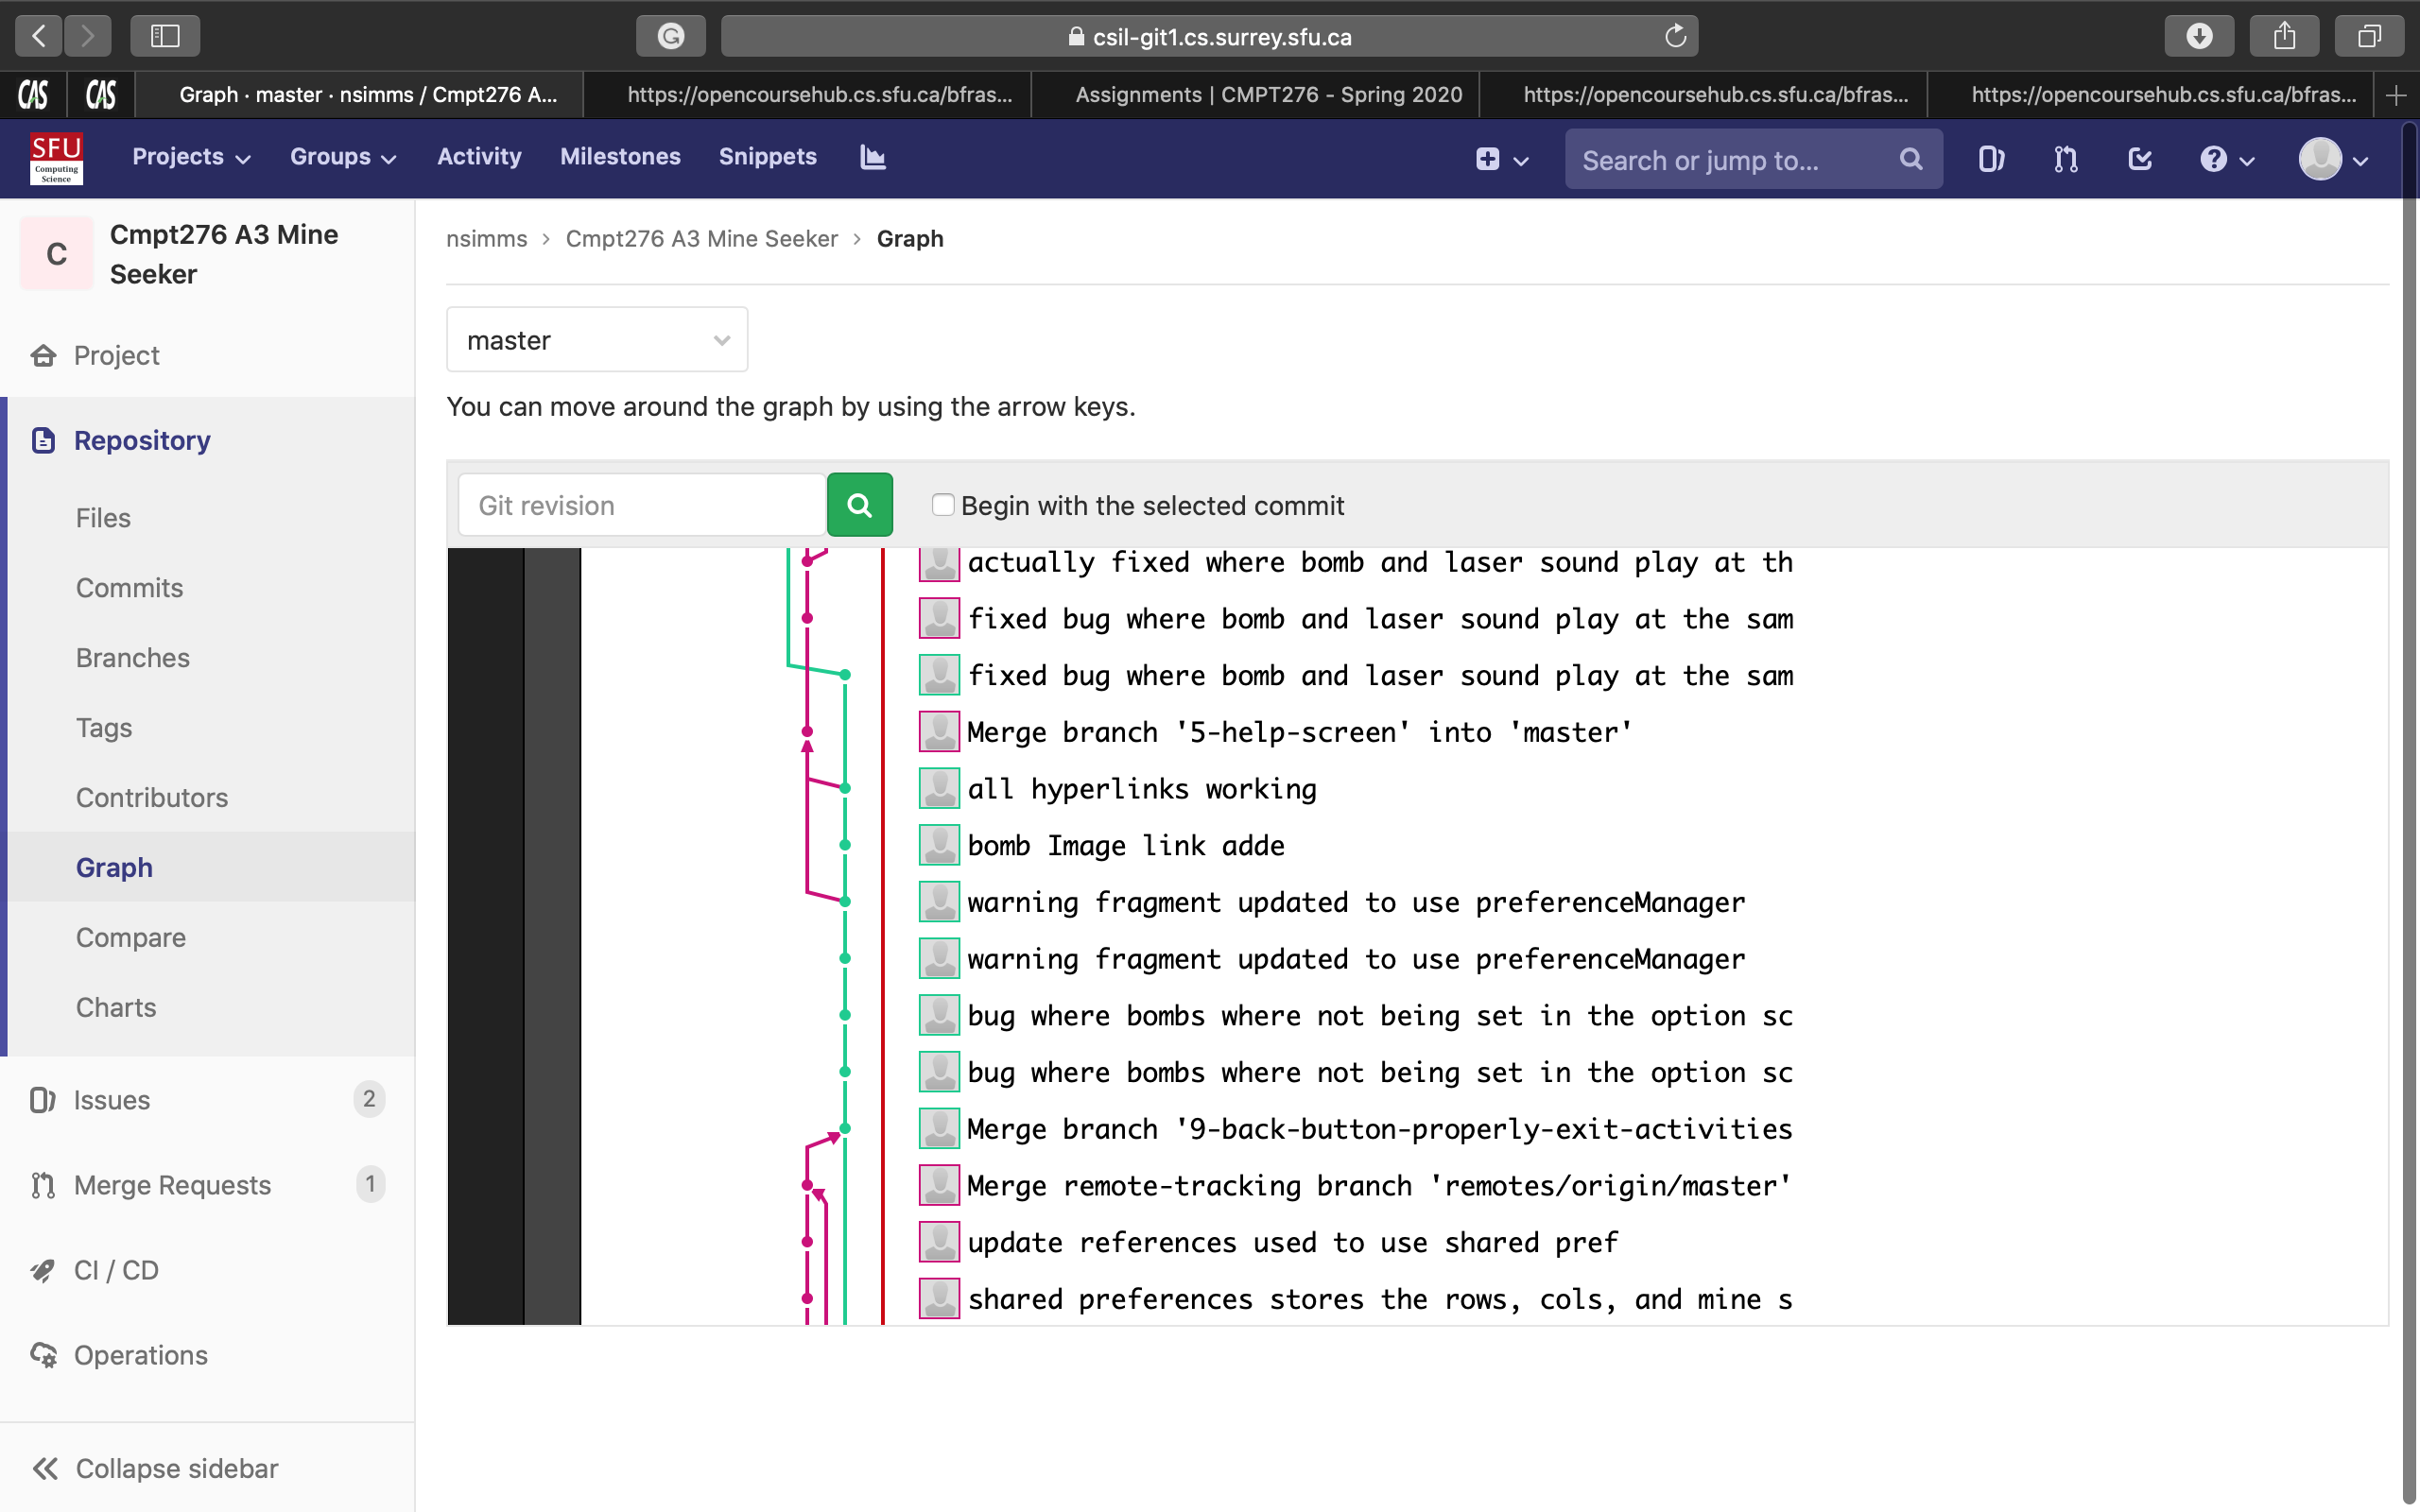 csil-git1.cs.surrey.sfu.ca
CAS
CAS
Graph · master · nsimms / Cmpt276 A...
https://opencoursehub.cs.sfu.ca/bfras...
Assignments | CMPT276 - Spring 2020
https://opencoursehub.cs.sfu.ca/bfras...
https://opencoursehub.cs.sfu.ca/bfras...
SFU
Computing
Science
Projects
Groups
Activity
Milestones
Snippets
Search or jump to...
C
Cmpt276 A3 Mine
Seeker
Project
Repository
Files
Commits
Branches
Tags
Contributors
Graph
Compare
Charts
Issues 2
Merge Requests 1
CI / CD
Operations
Collapse sidebar
nsimms > Cmpt276 A3 Mine Seeker > Graph
master
You can move around the graph by using the arrow keys.
Git revision
Begin with the selected commit
actually fixed where bomb and laser sound play at th
fixed bug where bomb and laser sound play at the sam
fixed bug where bomb and laser sound play at the sam
Merge branch '5-help-screen' into 'master'
all hyperlinks working
bomb Image link adde
warning fragment updated to use preferenceManager
warning fragment updated to use preferenceManager
bug where bombs where not being set in the option sc
bug where bombs where not being set in the option sc
Merge branch '9-back-button-properly-exit-activities
Merge remote-tracking branch 'remotes/origin/master'
update references used to use shared pref
shared preferences stores the rows, cols, and mine s